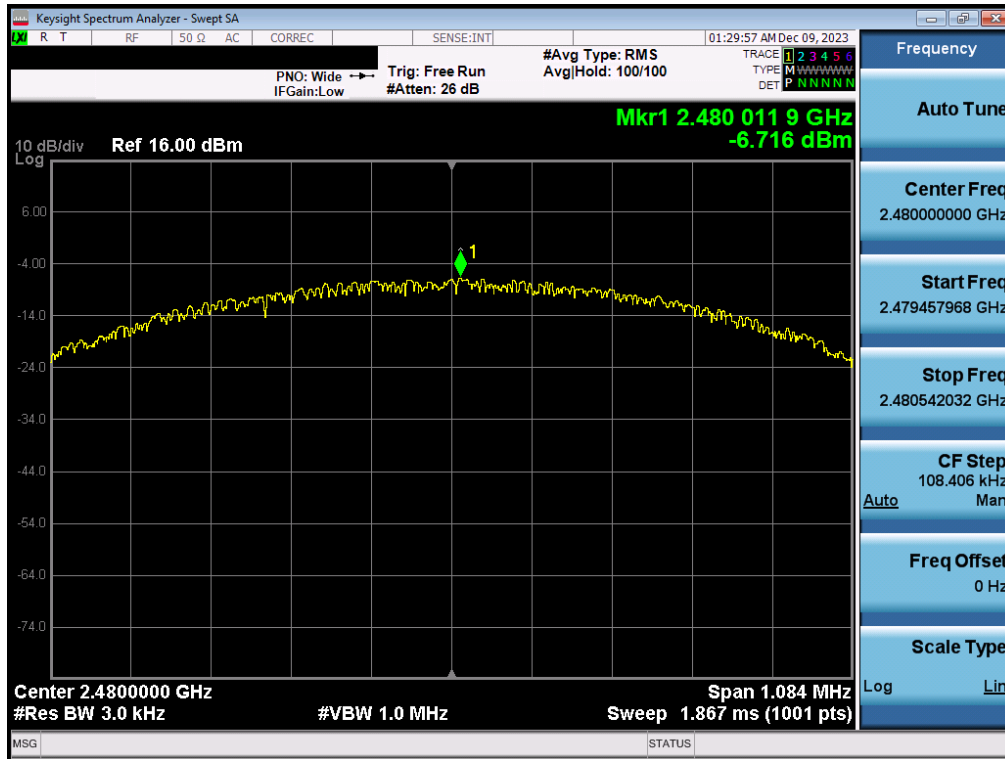 Keysight Spectrum Analyzer - Swept SA
LXI R T RF 50 Ω AC CORREC SENSE:INT 01:29:57 AM Dec 09, 2023
#Avg Type: RMS TRACE 1 2 3 4 5 6
PNO: Wide Trig: Free Run Avg|Hold: 100/100 TYPE M W W W W W
IFGain:Low #Atten: 26 dB DET P N N N N N
Mkr1 2.480 011 9 GHz
-6.716 dBm
10 dB/div Ref 16.00 dBm
Log
1
6.00
-4.00
-14.0
-24.0
-34.0
-44.0
-54.0
-64.0
-74.0
Center 2.4800000 GHz Span 1.084 MHz
#Res BW 3.0 kHz #VBW 1.0 MHz Sweep 1.867 ms (1001 pts)
MSG STATUS
Frequency
Auto Tune
Center Freq
2.480000000 GHz
Start Freq
2.479457968 GHz
Stop Freq
2.480542032 GHz
CF Step
108.406 kHz
Auto Man
Freq Offset
0 Hz
Scale Type
Log Lin